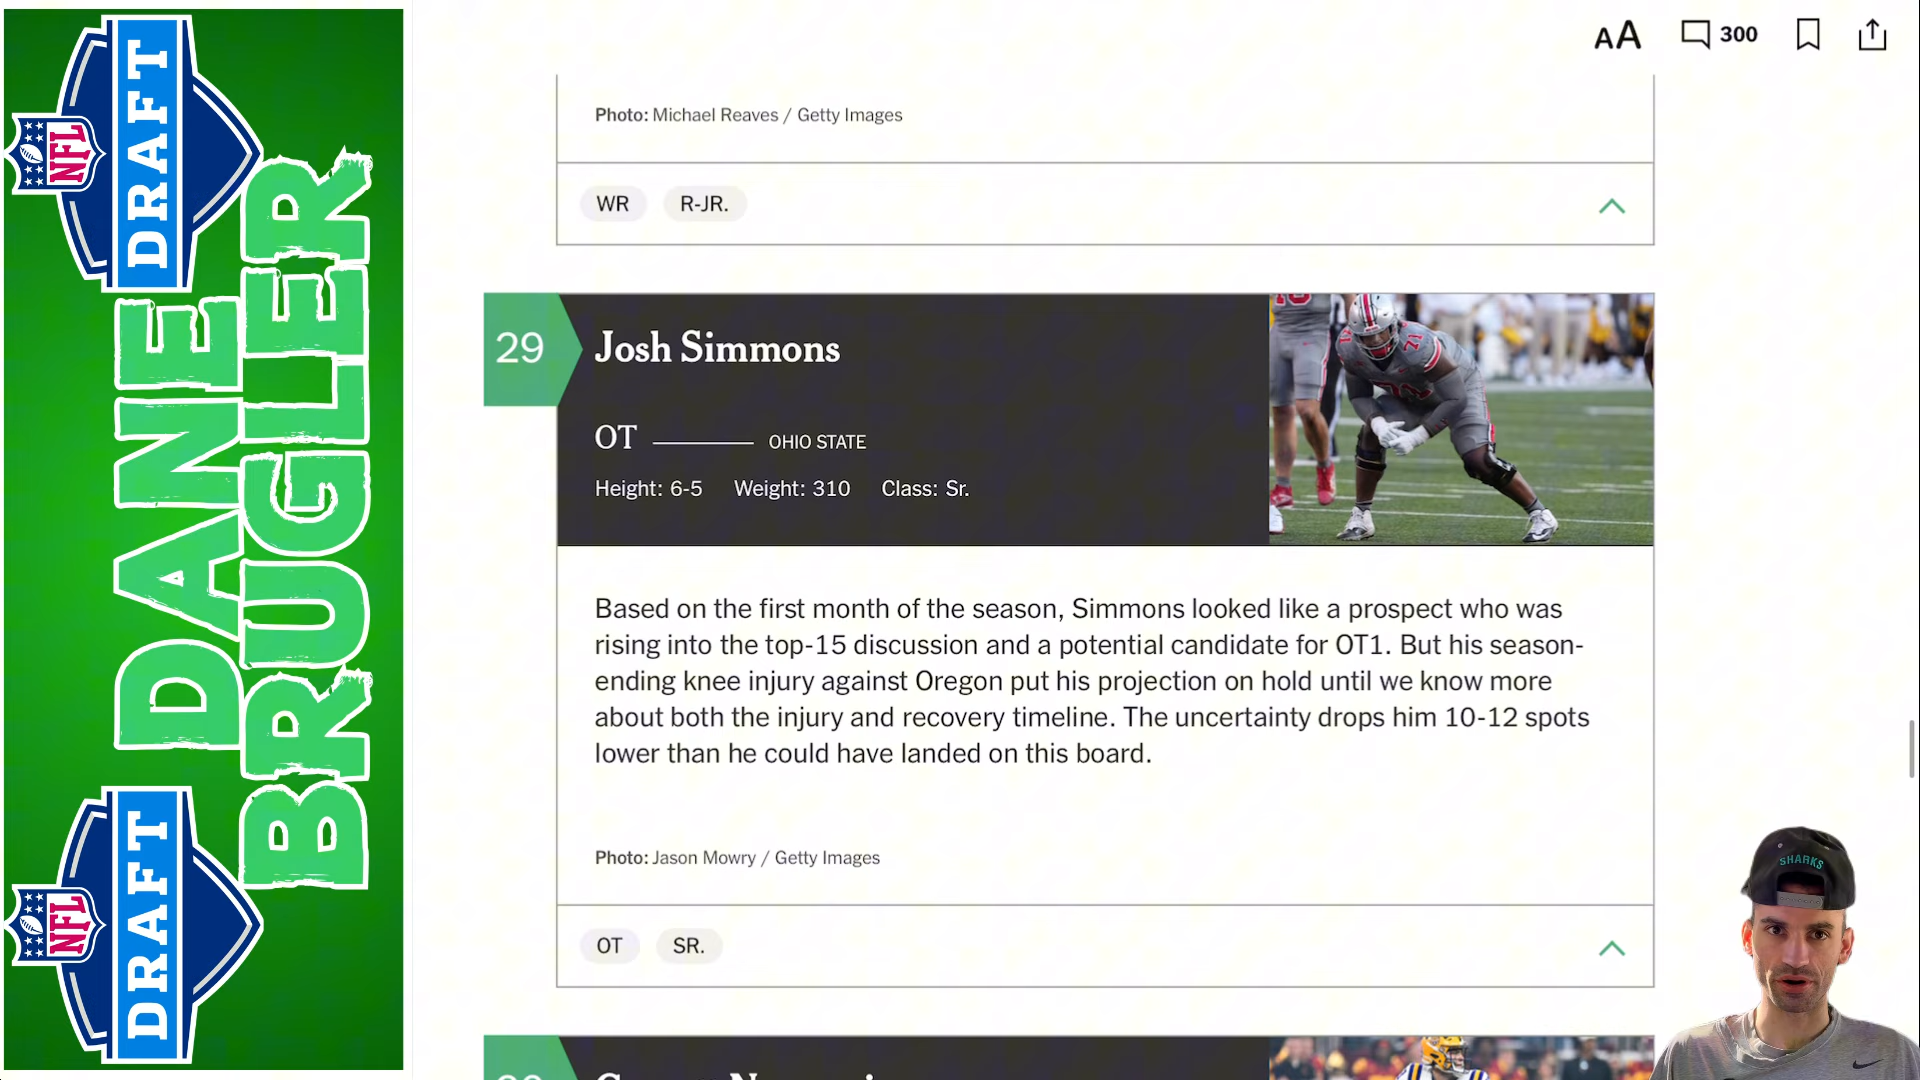 NFL
DRAFT
DANE
BRUGLER
NFL
DRAFT
AA
300
Photo: Michael Reaves / Getty Images
WR
R-JR.
29
Josh Simmons
71
OT
OHIO STATE
Height: 6-5 Weight: 310 Class: Sr.
Based on the first month of the season, Simmons looked like a prospect who was
rising into the top-15 discussion and a potential candidate for OT1. But his season-
ending knee injury against Oregon put his projection on hold until we know more
about both the injury and recovery timeline. The uncertainty drops him 10-12 spots
lower than he could have landed on this board.
Photo: Jason Mowry / Getty Images
OT
SR.
SHARKS